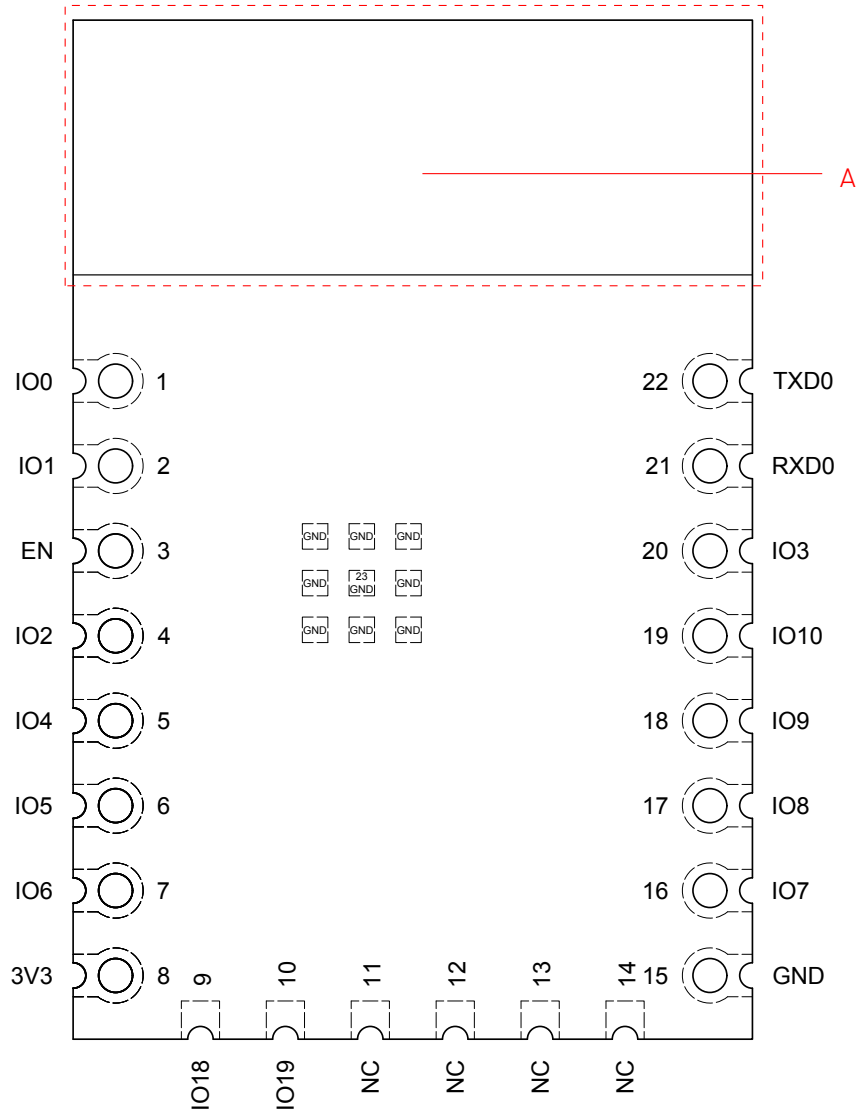 A
IO0 1 22 TXD0
IO1 2 21 RXD0
GND GND GND
EN 3 20 IO3
GND 23 GND GND
GND GND GND
IO2 4 19 IO10
IO4 5 18 IO9
IO5 6 17 IO8
IO6 7 16 IO7
3V3 8 9 10 11 12 13 14 15 GND
IO18 IO19 NC NC NC NC